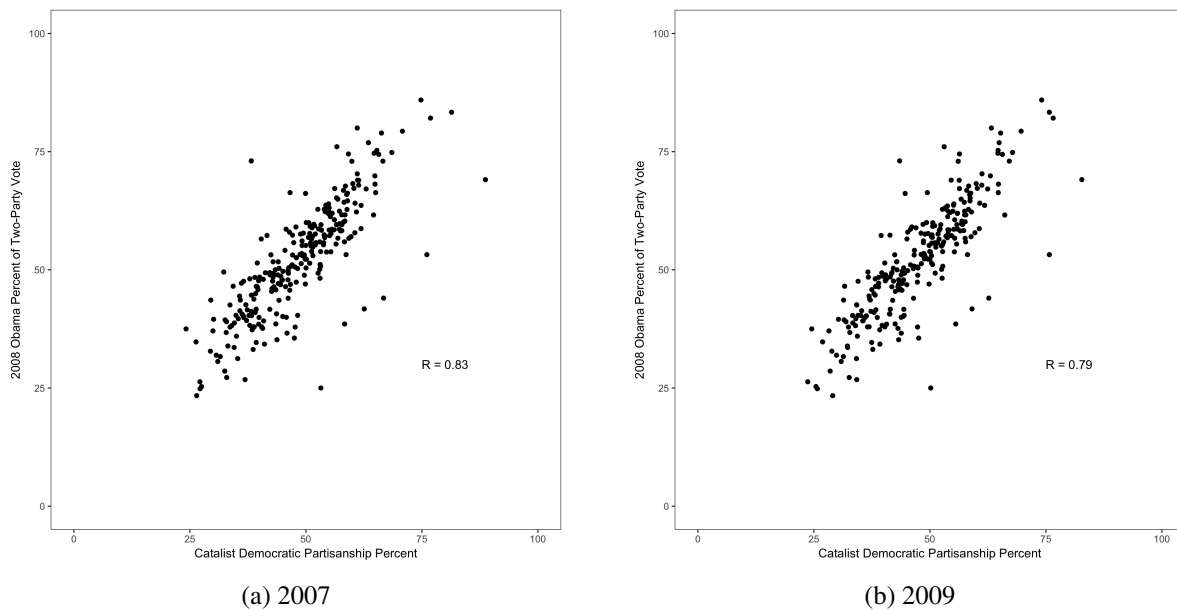 2008 Obama Percent of Two-Party Vote
100
75
50
25
0
R = 0.83
0 25 50 75 100
Catalist Democratic Partisanship Percent
(a) 2007
2008 Obama Percent of Two-Party Vote
100
75
50
25
0
R = 0.79
0 25 50 75 100
Catalist Democratic Partisanship Percent
(b) 2009